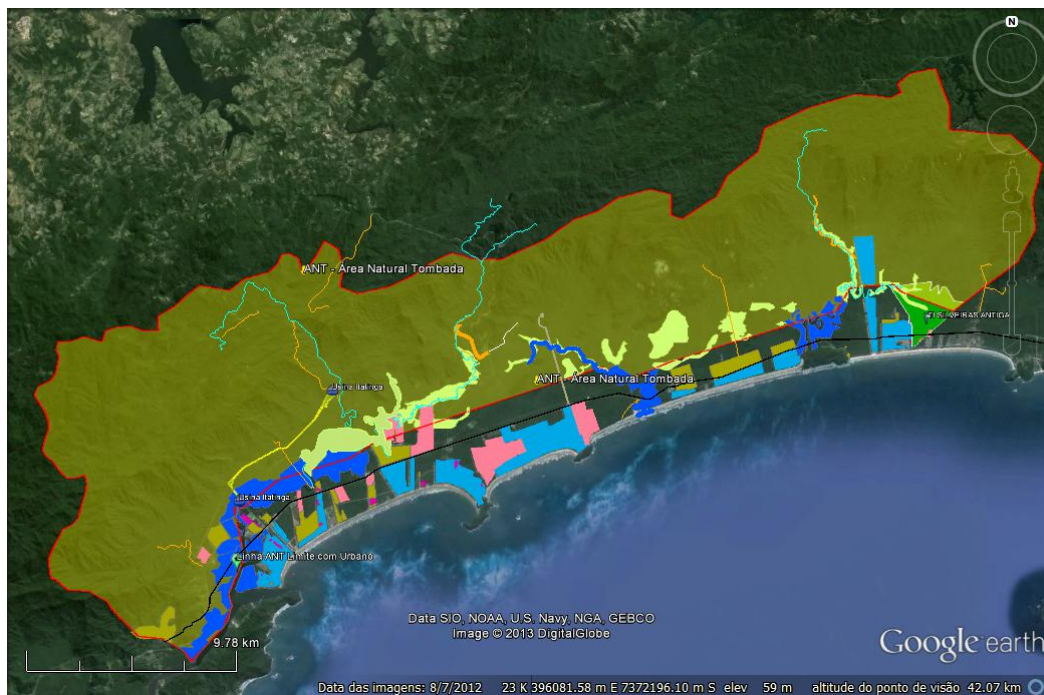 N
ANT - Área Natural Tombada
Usina Itatinga
ANT - Área Natural Tombada
Usina Itatinga
Linha ANT Limite com Urbano
9.78 km
Data SIO, NOAA, U.S. Navy, NGA, GEBCO
Image © 2013 DigitalGlobe
Google earth
Data das imagens: 8/7/2012 23 K 396081.58 m E 7372196.10 m S elev 59 m altitude do ponto de visão 42.07 km